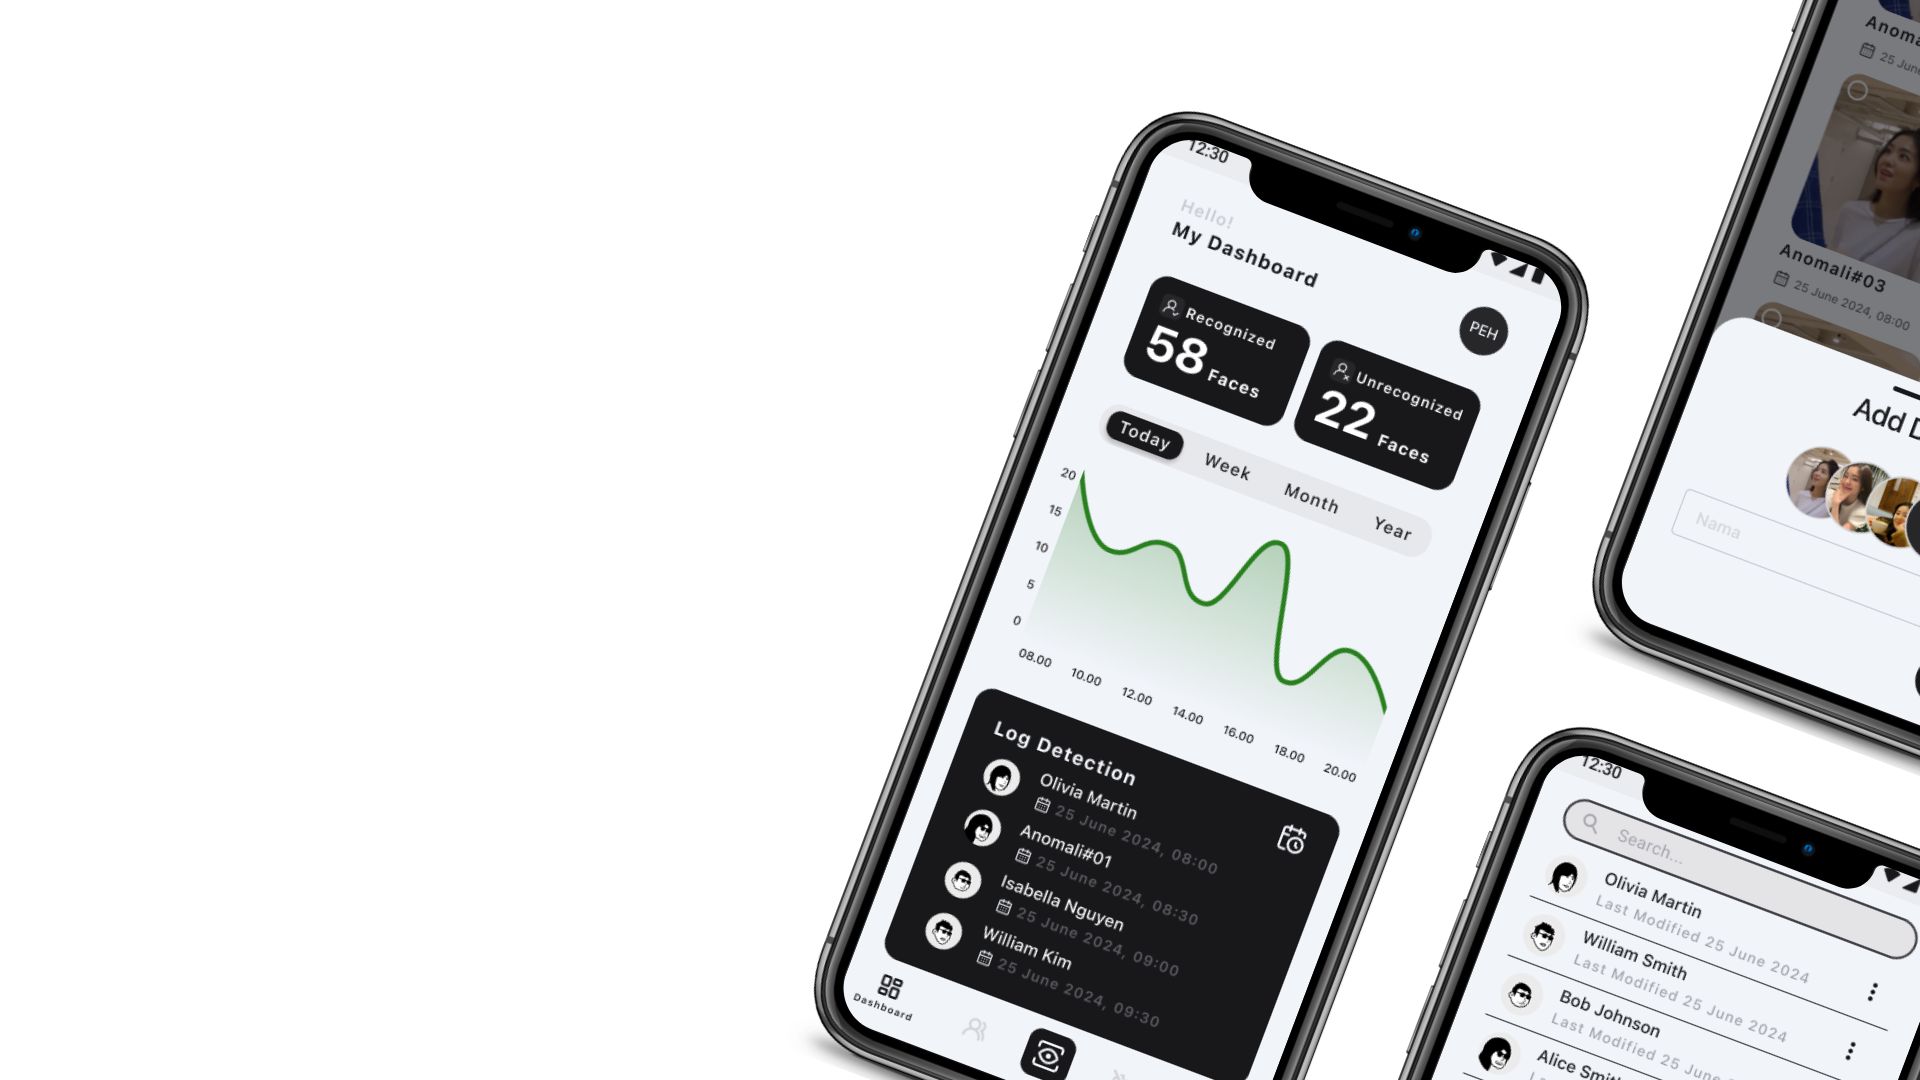 12:30
Hello!
My Dashboard
PEH
Recognized
58 Faces
Unrecognized
22 Faces
Today
Week
Month
Year
20
15
10
5
0
08.00
10.00
12.00
14.00
16.00
18.00
20.00
Log Detection
Olivia Martin
25 June 2024, 08:00
Anomali#01
25 June 2024, 08:30
Isabella Nguyen
25 June 2024, 09:00
William Kim
25 June 2024, 09:30
Dashboard
Anoma
25 Jun
Anomali#03
25 June 2024, 08:00
Add
Nama
12:30
Search...
Olivia Martin
Last Modified 25 June 2024
William Smith
Last Modified 25 June 2024
Bob Johnson
Last Modified 25 June 2024
Alice Smit